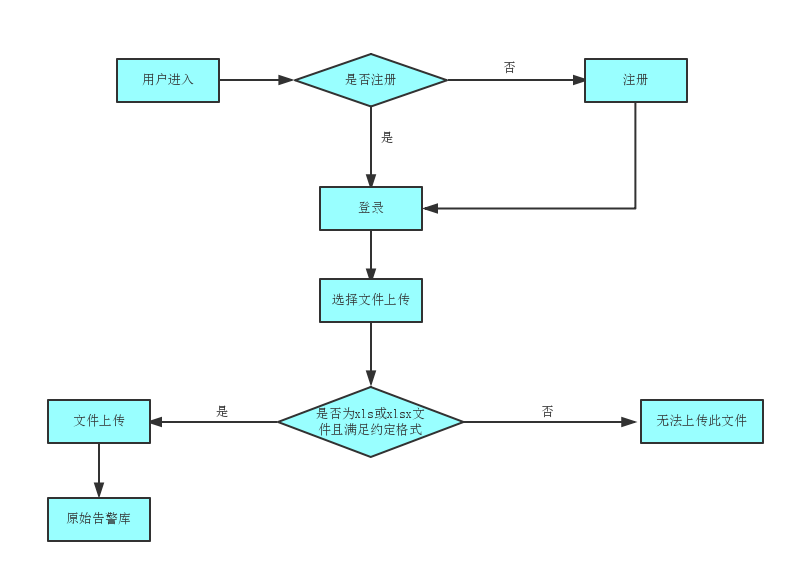 用户进入
是否注册
否
注册
是
登录
选择文件上传
文件上传
是
是否为xls或xlsx文
件且满足约定格式
否
无法上传此文件
原始告警库